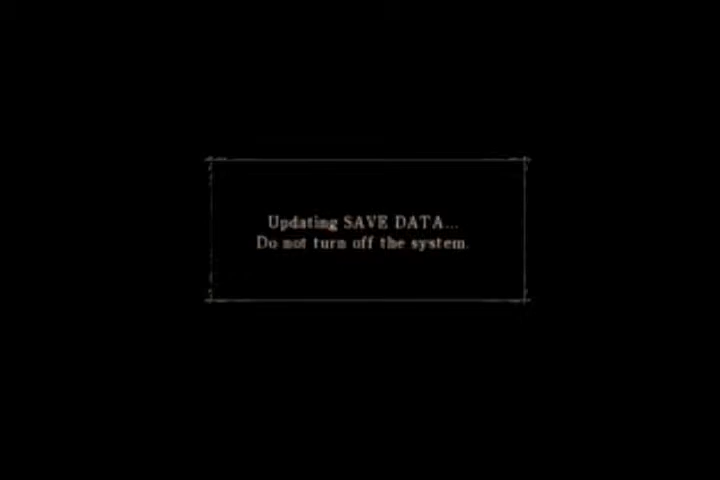 Updating SAVE DATA...
Do not turn off the system.